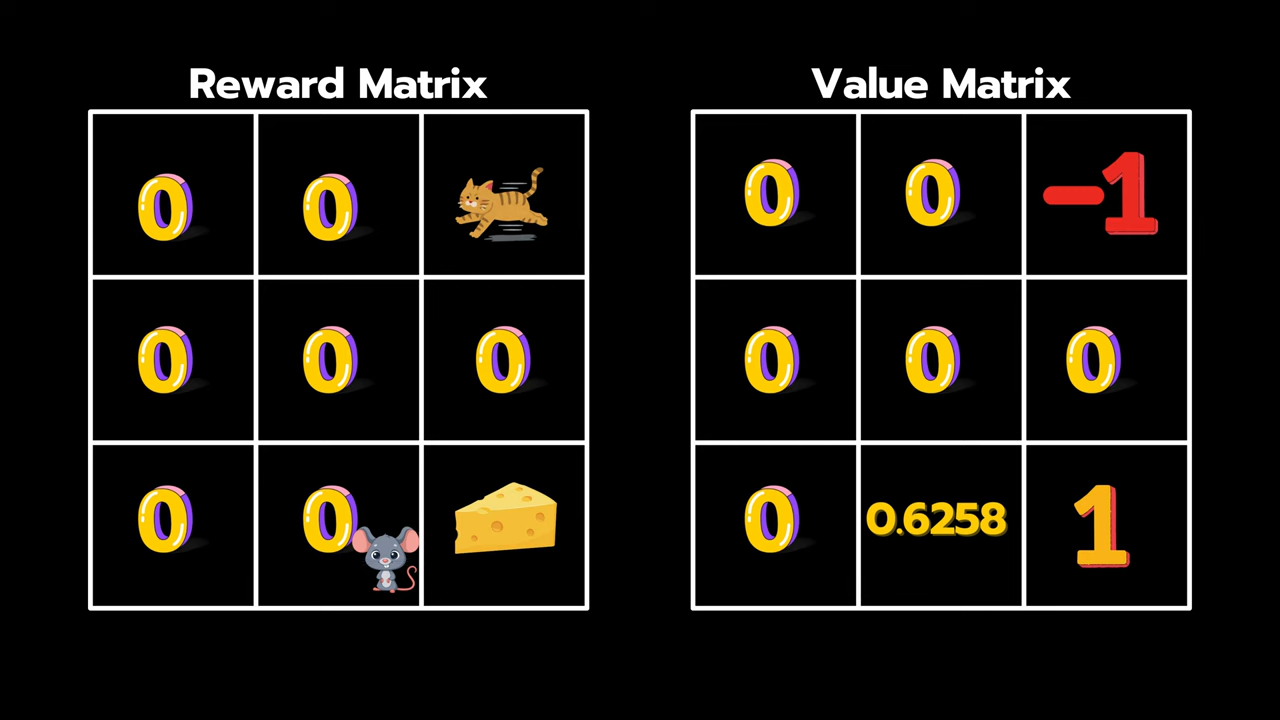 Reward Matrix
Value Matrix
0 0
0 0 -1
0 0 0
0 0 0
0 0
0 0.6258 1